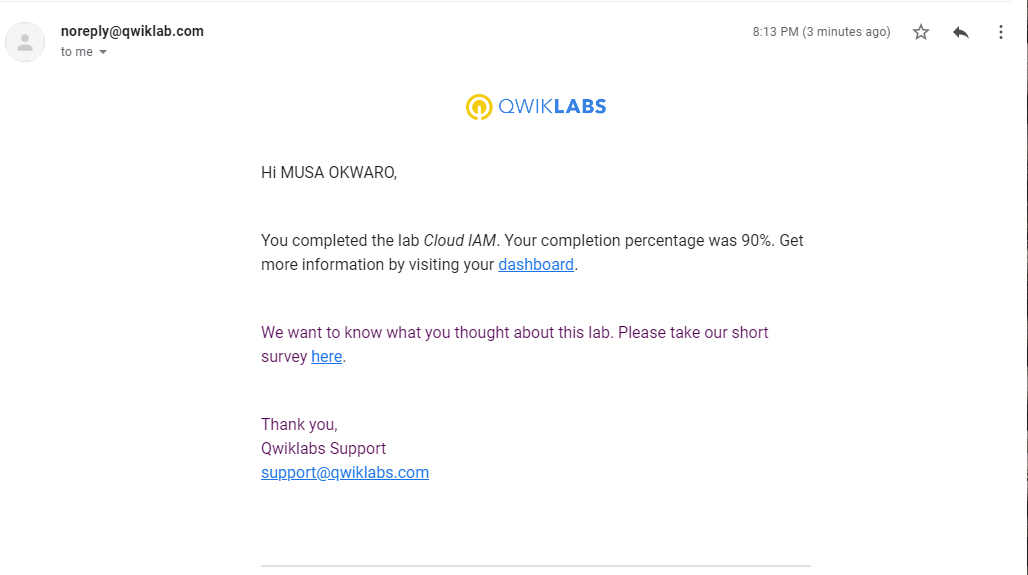 noreply@qwiklab.com
8:13 PM (3 minutes ago)
to me
QWIKLABS
Hi MUSA OKWARO,
You completed the lab Cloud IAM. Your completion percentage was 90%. Get
more information by visiting your dashboard.
We want to know what you thought about this lab. Please take our short
survey here.
Thank you,
Qwiklabs Support
support@qwiklabs.com